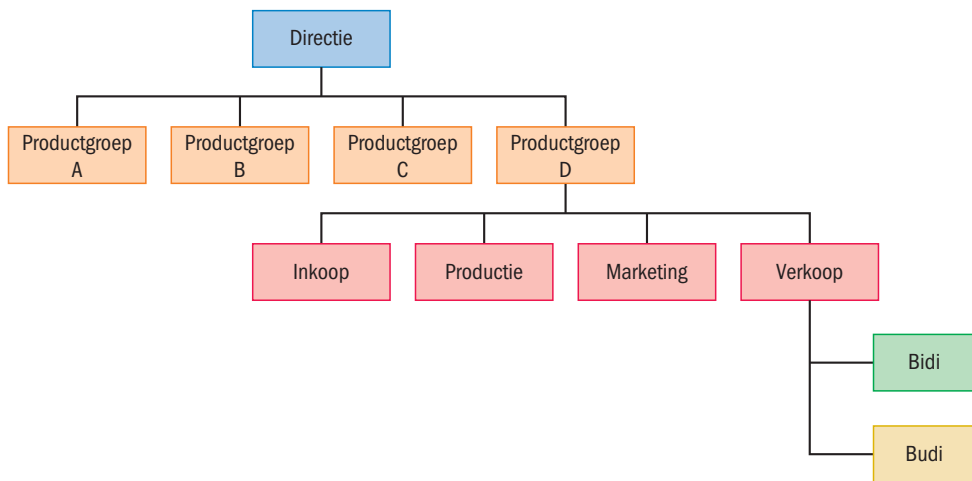 Directie
Productgroep
A
Productgroep
B
Productgroep
C
Productgroep
D
Inkoop
Productie
Marketing
Verkoop
Bidi
Budi